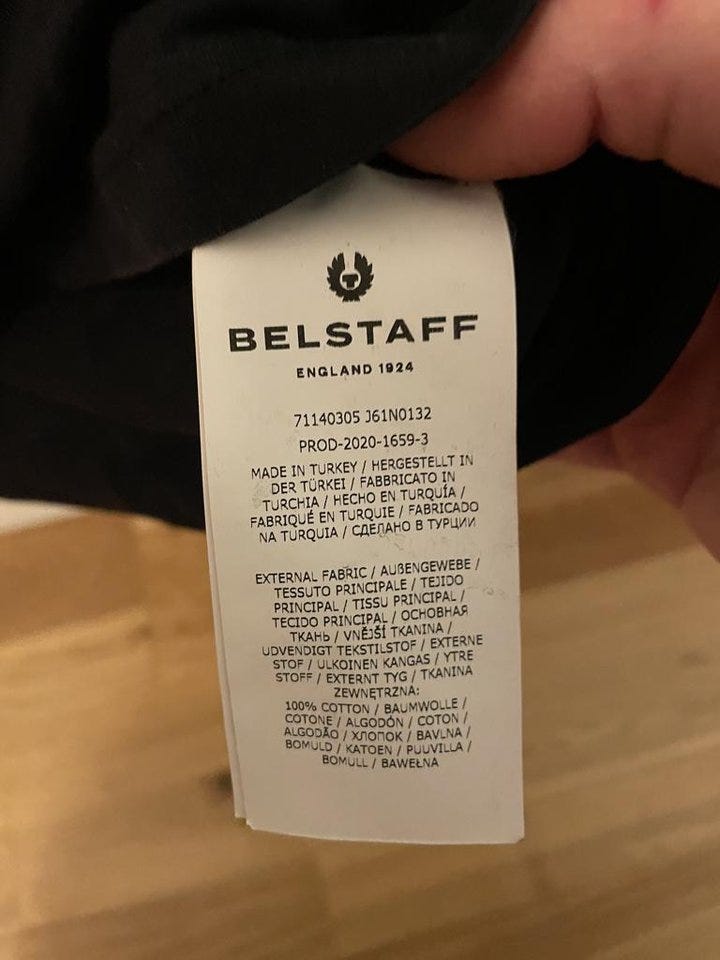 BELSTAFF
ENGLAND 1924
71140305 J61N0132
PROD-2020-1659-3
MADE IN TURKEY / HERGESTELLT IN
DER TÜRKEI / FABBRICATO IN
TURCHIA / HECHO EN TURQUÍA /
FABRIQUÉ EN TURQUIE / FABRICADO
NA TURQUIA / СДЕЛАНО В ТУРЦИИ
EXTERNAL FABRIC / AUßENGEWEBE /
TESSUTO PRINCIPALE / TEJIDO
PRINCIPAL / TISSU PRINCIPAL /
TECIDO PRINCIPAL / ОСНОВНАЯ
ТКАНЬ / VNĚJŠÍ TKANINA /
UDVENDIGT TEKSTILSTOF / EXTERNE
STOF / ULKOINEN KANGAS / YTRE
STOFF / EXTERNT TYG / TKANINA
ZEWNĘTRZNA:
100% COTTON / BAUMWOLLE /
COTONE / ALGODÓN / COTON /
ALGODÃO / ХЛОПОК / BAVLNA /
BOMULD / KATOEN / PUUVILLA /
BOMULL / BAWEŁNA